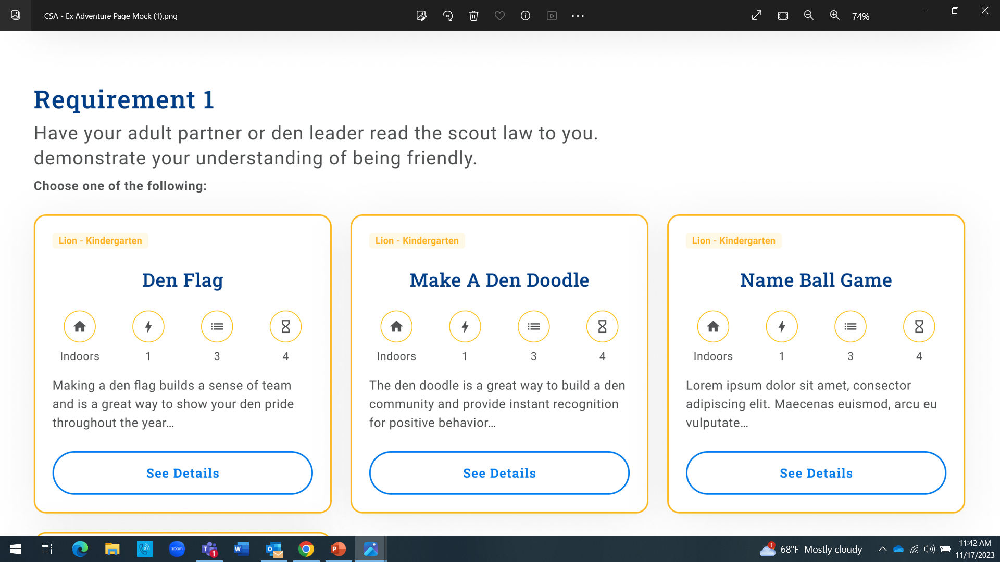 CSA - Ex Adventure Page Mock (1).png
74%
Requirement 1
Have your adult partner or den leader read the scout law to you.
demonstrate your understanding of being friendly.
Choose one of the following:
Lion - Kindergarten
Den Flag
Indoors 1 3 4
Making a den flag builds a sense of team
and is a great way to show your den pride
throughout the year...
See Details
Lion - Kindergarten
Make A Den Doodle
Indoors 1 3 4
The den doodle is a great way to build a den
community and provide instant recognition
for positive behavior...
See Details
Lion - Kindergarten
Name Ball Game
Indoors 1 3 4
Lorem ipsum dolor sit amet, consector
adipiscing elit. Maecenas euismod, arcu eu
vulputate...
See Details
zoom
T 1
W
O
P
1
68°F Mostly cloudy
11:42 AM
11/17/2023